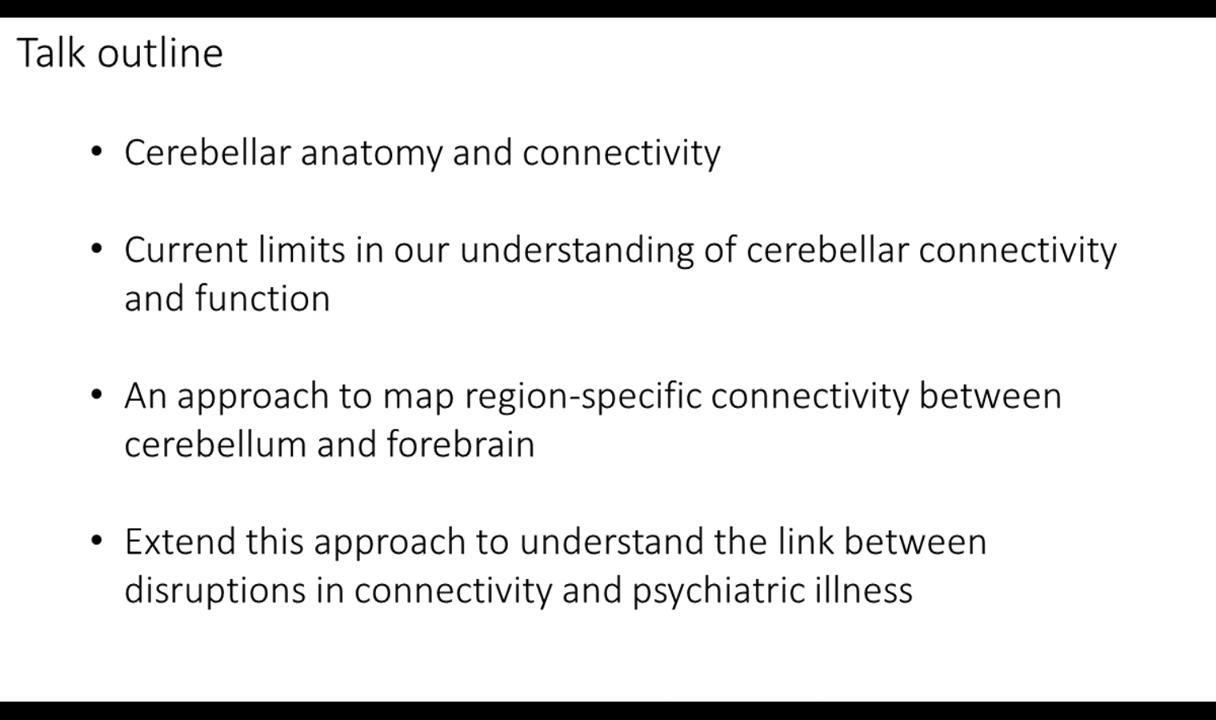 Talk outline
• Cerebellar anatomy and connectivity
• Current limits in our understanding of cerebellar connectivity
and function
• An approach to map region-specific connectivity between
cerebellum and forebrain
• Extend this approach to understand the link between
disruptions in connectivity and psychiatric illness